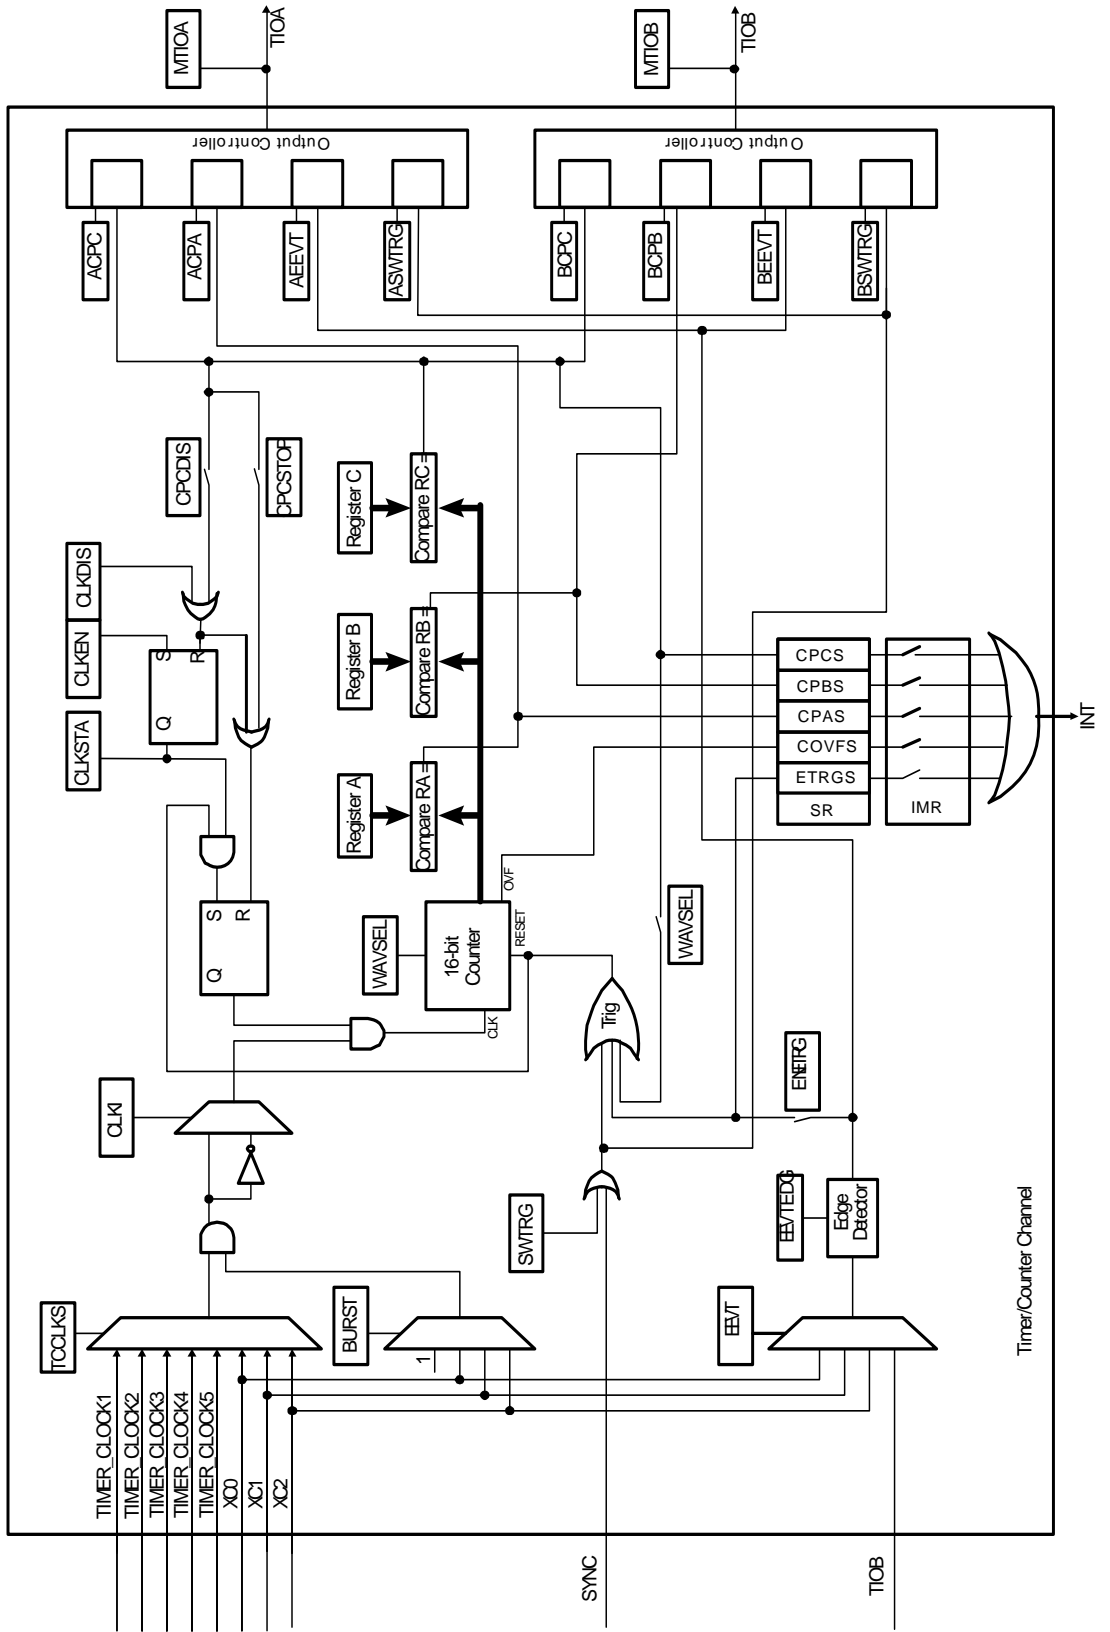 TCCLKS
TIMER_CLOCK1
TIMER_CLOCK2
TIMER_CLOCK3
TIMER_CLOCK4
TIMER_CLOCK5
XC0
XC1
XC2
CLKI
Q
S
R
CLKSTA
CLKEN
CLKDIS
Q
S
R
CPCDIS
CPCSTOP
ACPC
ACPA
AEEVT
ASWTRG
Output Controller
MTIOA
TIOA
BURST
1
WAVSEL
16-bit
Counter
CLK
RESET
OVF
Register A
Register B
Register C
Compare RA =
Compare RB =
Compare RC =
SYNC
SWTRG
Trig
WAVSEL
BCPC
BCPB
BEEVT
BSWTRG
Output Controller
MTIOB
TIOB
TIOB
EEVT
EEVTEDG
Edge
Detector
ENETRG
CPCS
CPBS
CPAS
COVFS
ETRGS
SR
IMR
INT
Timer/Counter Channel